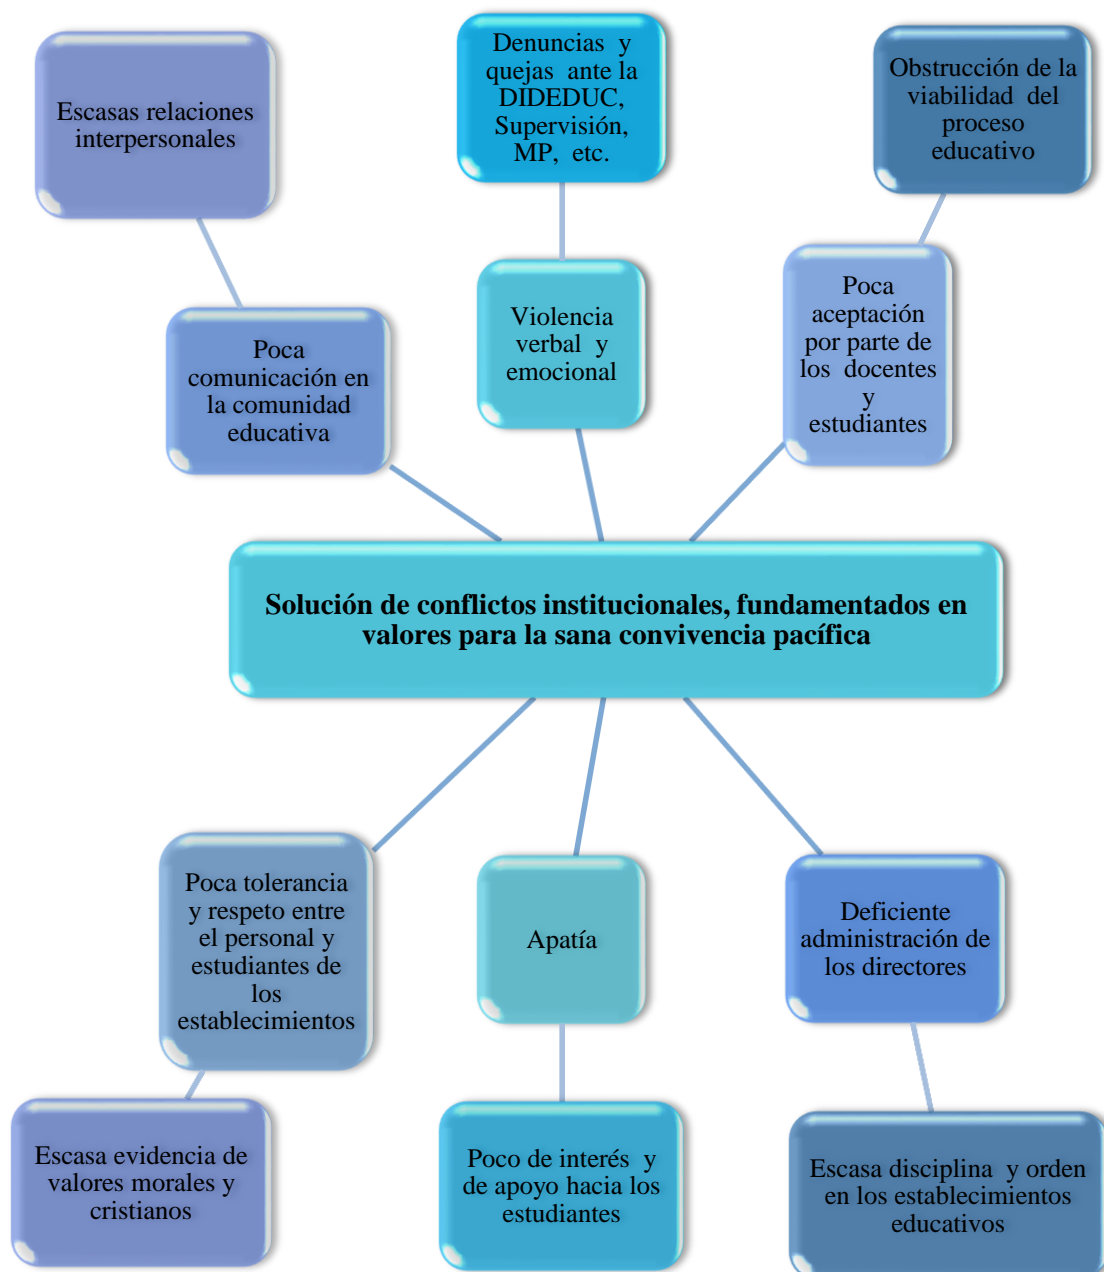 Escasas relaciones
interpersonales
Denuncias y
quejas ante la
DIDEDUC,
Supervisión,
MP, etc.
Obstrucción de la
viabilidad del
proceso
educativo
Poca
comunicación en
la comunidad
educativa
Violencia
verbal y
emocional
Poca
aceptación
por parte de
los docentes
y
estudiantes
Solución de conflictos institucionales, fundamentados en
valores para la sana convivencia pacífica
Poca tolerancia
y respeto entre
el personal y
estudiantes de
los
establecimientos
Apatía
Deficiente
administración de
los directores
Escasa evidencia de
valores morales y
cristianos
Poco de interés y
de apoyo hacia los
estudiantes
Escasa disciplina y orden
en los establecimientos
educativos